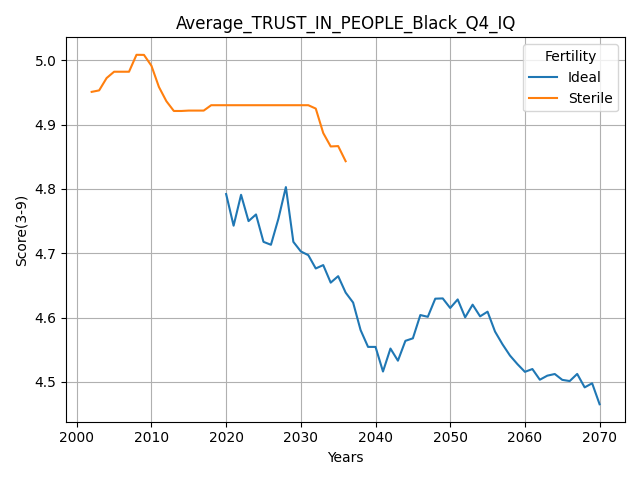 Average_TRUST_IN_PEOPLE_Black_Q4_IQ
Fertility
Ideal
Sterile
Score(3-9)
5.0
4.9
4.8
4.7
4.6
4.5
2000 2010 2020 2030 2040 2050 2060 2070
Years